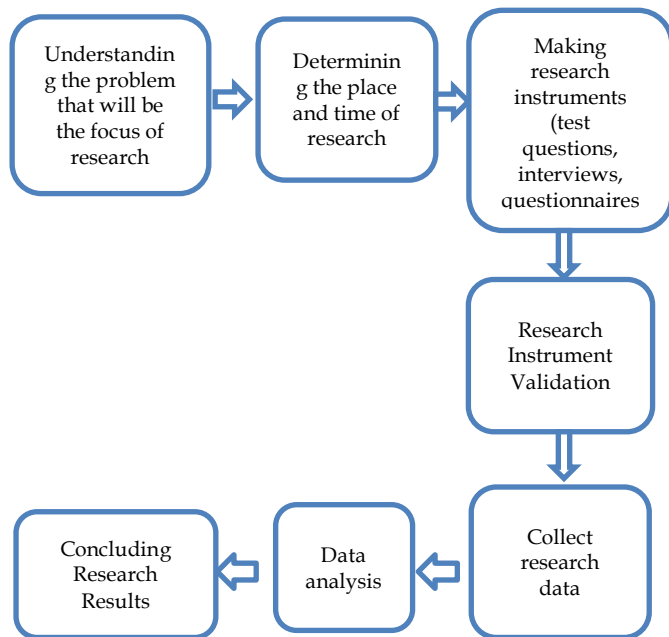 Understandin
g the problem
that will be
the focus of
research
Determinin
g the place
and time of
research
Making
research
instruments
(test
questions,
interviews,
questionnaires
Research
Instrument
Validation
Collect
research
data
Data
analysis
Concluding
Research
Results